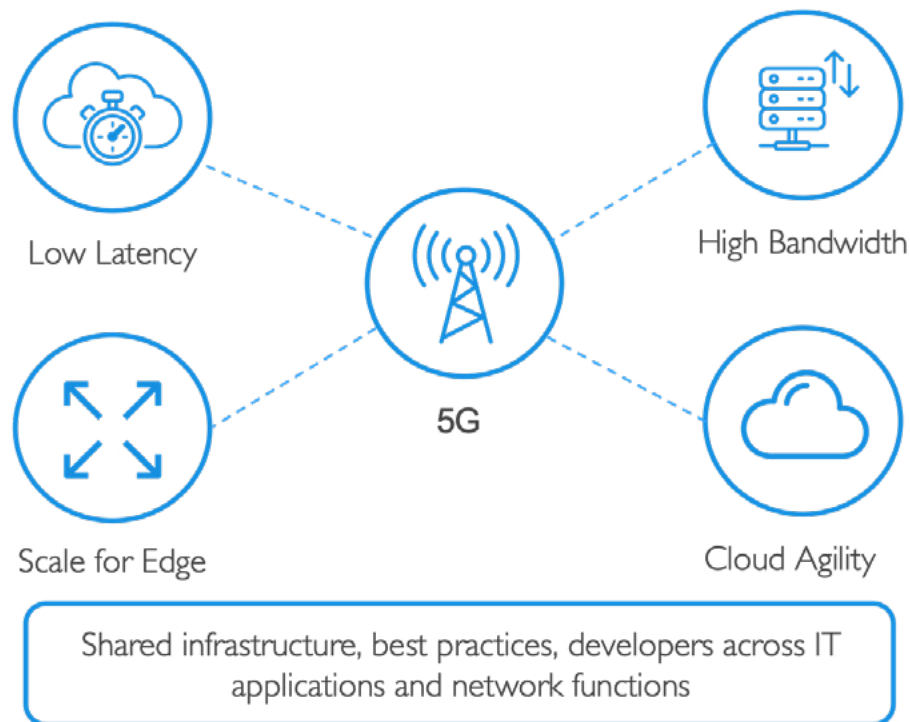 Low Latency
High Bandwidth
5G
Scale for Edge
Cloud Agility
Shared infrastructure, best practices, developers across IT
applications and network functions